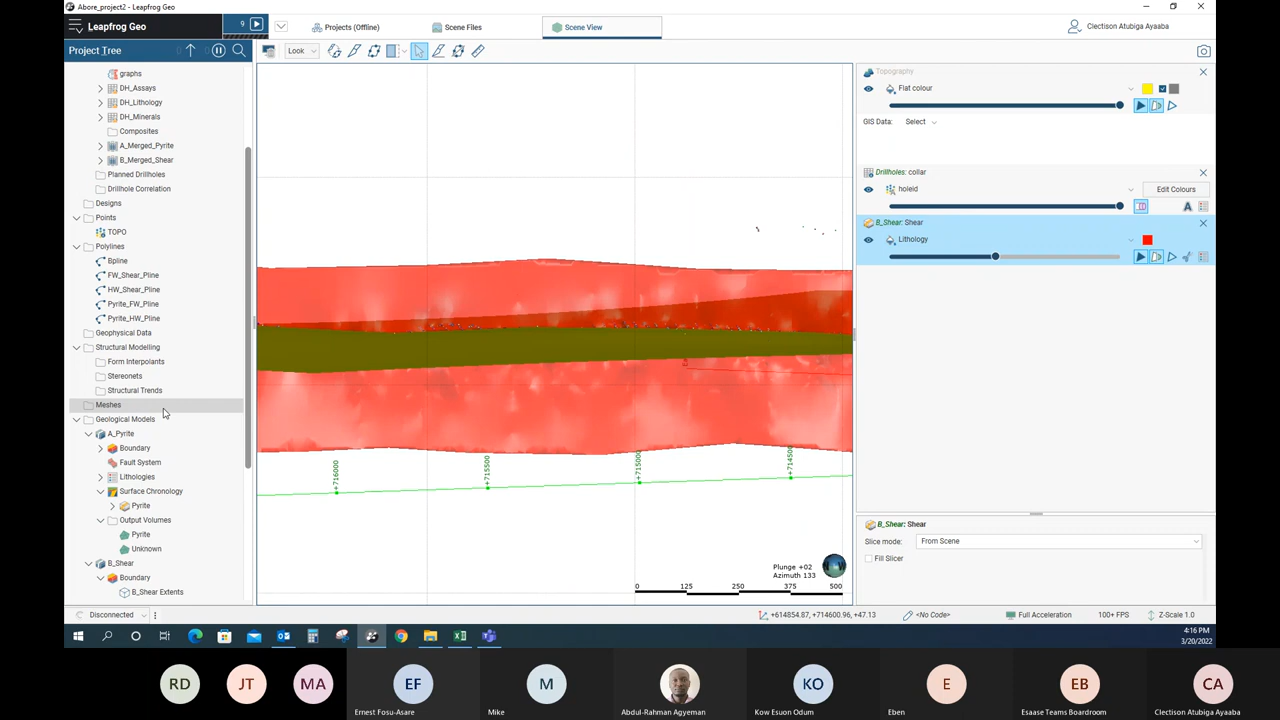 Abore_project2 - Leapfrog Geo
Leapfrog Geo
9
Projects (Offline)
Scene Files
Scene View
Clectison Atubiga Ayaaba
Project Tree
Look
graphs
DH_Assays
DH_Lithology
DH_Minerals
Composites
A_Merged_Pyrite
B_Merged_Shear
Planned Drillholes
Drillhole Correlation
Designs
Points
TOPO
Polylines
Bpline
FW_Shear_Pline
HW_Shear_Pline
Pyrite_FW_Pline
Pyrite_HW_Pline
Geophysical Data
Structural Modelling
Form Interpolants
Stereonets
Structural Trends
Meshes
Geological Models
A_Pyrite
Boundary
Fault System
Lithologies
Surface Chronology
Pyrite
Output Volumes
Pyrite
Unknown
B_Shear
Boundary
B_Shear Extents
Disconnected
+716000
+715500
+715000
+714500
Plunge +02
Azimuth 133
0 125 250 375 500
Topography
Flat colour
GIS Data: Select
Drillholes: collar
holeid
Edit Colours
A
B_Shear: Shear
Lithology
B_Shear: Shear
Slice mode: From Scene
Fill Slicer
+614854.87, +714600.96, +47.13
<No Code>
Full Acceleration
100+ FPS
Z-Scale 1.0
4:16 PM
3/20/2022
RD
JT
MA
EF
Ernest Fosu-Asare
M
Mike
Abdul-Rahman Agyeman
KO
Kow Esuon Odum
E
Eben
EB
Esaase Teams Boardroom
CA
Clectison Atubiga Ayaaba